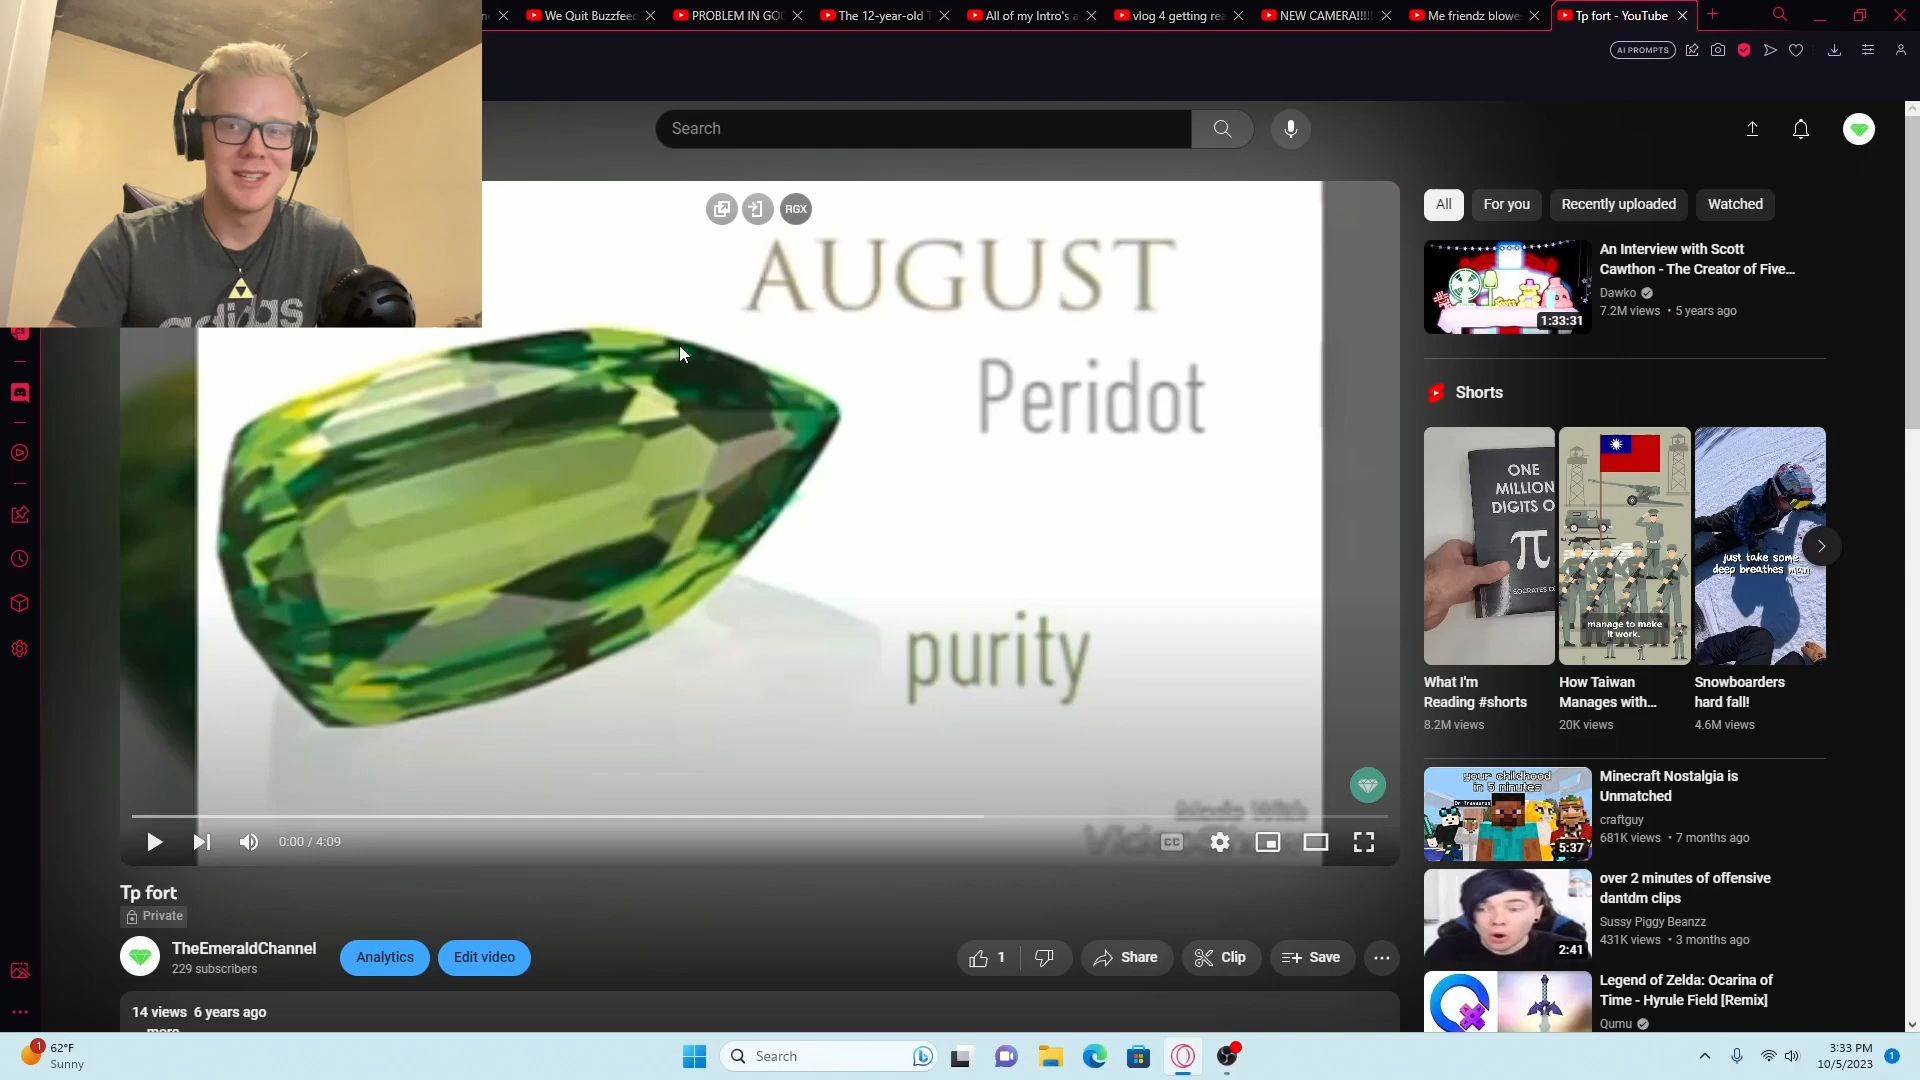 We Quit Buzzfeed
PROBLEM IN GO
The 12-year-old
All of my Intro's a
vlog 4 getting rea
NEW CAMERA!!!!
Me friendz blowe
Tp fort - YouTube
AI PROMPTS
Search
RGX
AUGUST
Peridot
purity
Made With
adidas
0:00 / 4:09
CC
Tp fort
Private
TheEmeraldChannel
229 subscribers
Analytics
Edit video
1
Share
Clip
Save
14 views 6 years ago
All
For you
Recently uploaded
Watched
1:33:31
An Interview with Scott
Cawthon - The Creator of Five...
Dawko
7.2M views • 5 years ago
Shorts
ONE
MILLION
DIGITS O
π
manage to make
it work.
just take some
deep breathes man
What I'm
Reading #shorts
8.2M views
How Taiwan
Manages with...
20K views
Snowboarders
hard fall!
4.6M views
your childhood
in 5 minutes
5:37
Minecraft Nostalgia is
Unmatched
craftguy
681K views • 7 months ago
2:41
over 2 minutes of offensive
dantdm clips
Sussy Piggy Beanzz
431K views • 3 months ago
Legend of Zelda: Ocarina of
Time - Hyrule Field [Remix]
Qumu
1
62°F
Sunny
Search
3:33 PM
10/5/2023
1